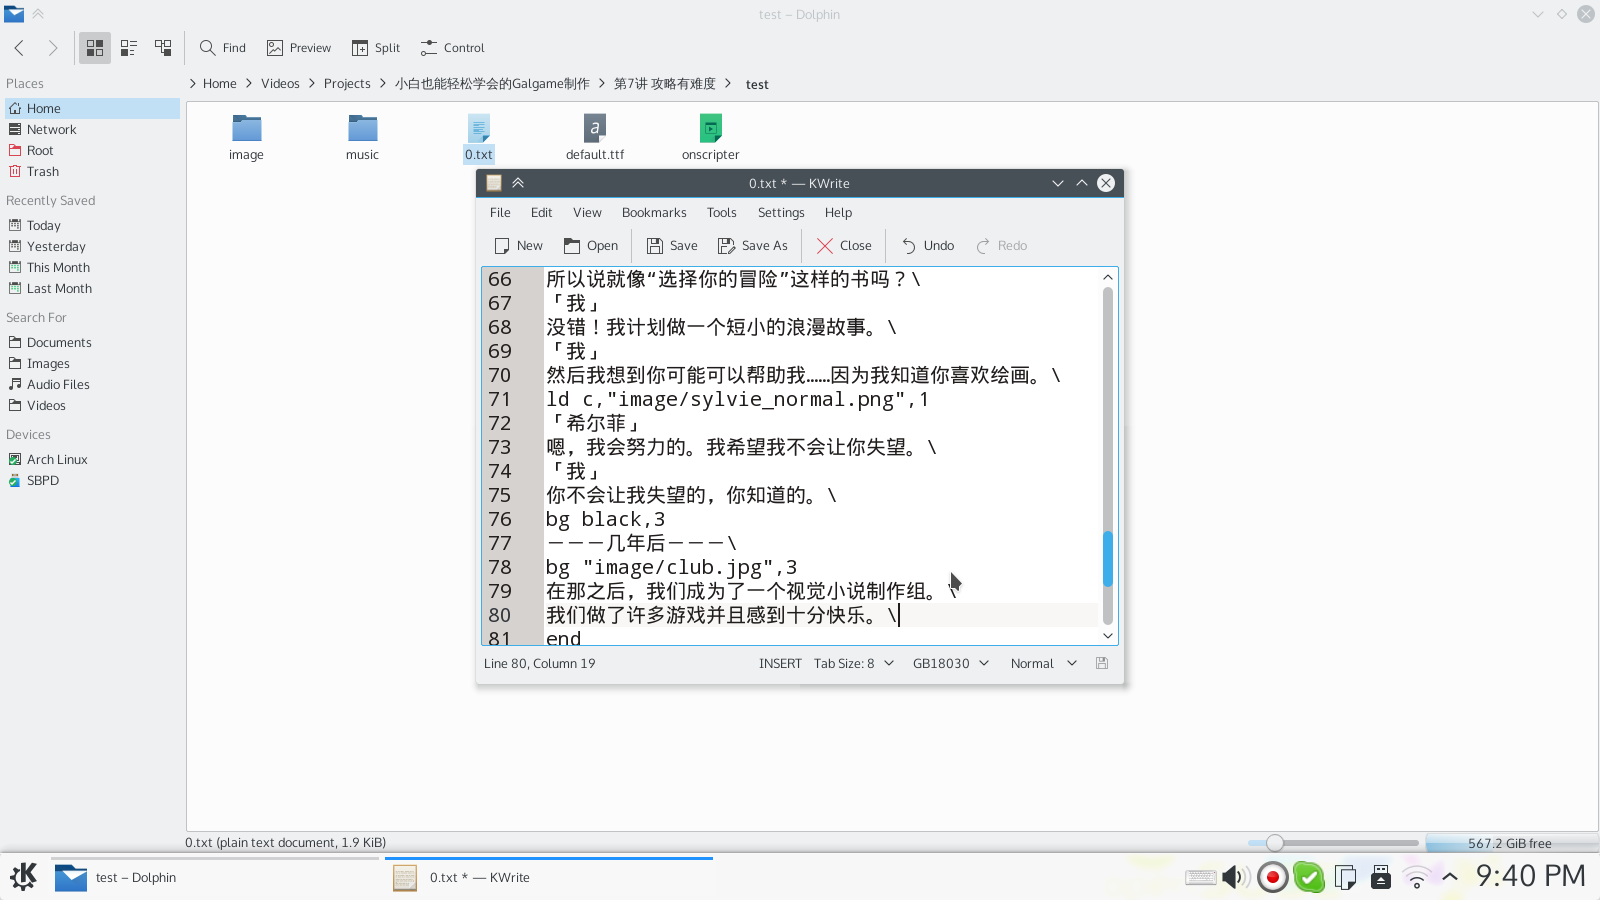 test – Dolphin
Find
Preview
Split
Control
Places
Home
Network
Root
Trash
Recently Saved
Today
Yesterday
This Month
Last Month
Search For
Documents
Images
Audio Files
Videos
Devices
Arch Linux
SBPD
Home
Videos
Projects
小白也能轻松学会的Galgame制作
第7讲 攻略有难度
test
image
music
0.txt
default.ttf
onscripter
0.txt * — KWrite
File
Edit
View
Bookmarks
Tools
Settings
Help
New
Open
Save
Save As
Close
Undo
Redo
66 所以说就像“选择你的冒险”这样的书吗？\
67 「我」
68 没错！我计划做一个短小的浪漫故事。\
69 「我」
70 然后我想到你可能可以帮助我……因为我知道你喜欢绘画。\
71 ld c,"image/sylvie_normal.png",1
72 「希尔菲」
73 嗯，我会努力的。我希望我不会让你失望。\
74 「我」
75 你不会让我失望的，你知道的。\
76 bg black,3
77 －－－几年后－－－\
78 bg "image/club.jpg",3
79 在那之后，我们成为了一个视觉小说制作组。\
80 我们做了许多游戏并且感到十分快乐。\
81 end
Line 80, Column 19
INSERT
Tab Size: 8
GB18030
Normal
0.txt (plain text document, 1.9 KiB)
567.2 GiB free
test – Dolphin
0.txt * — KWrite
9:40 PM